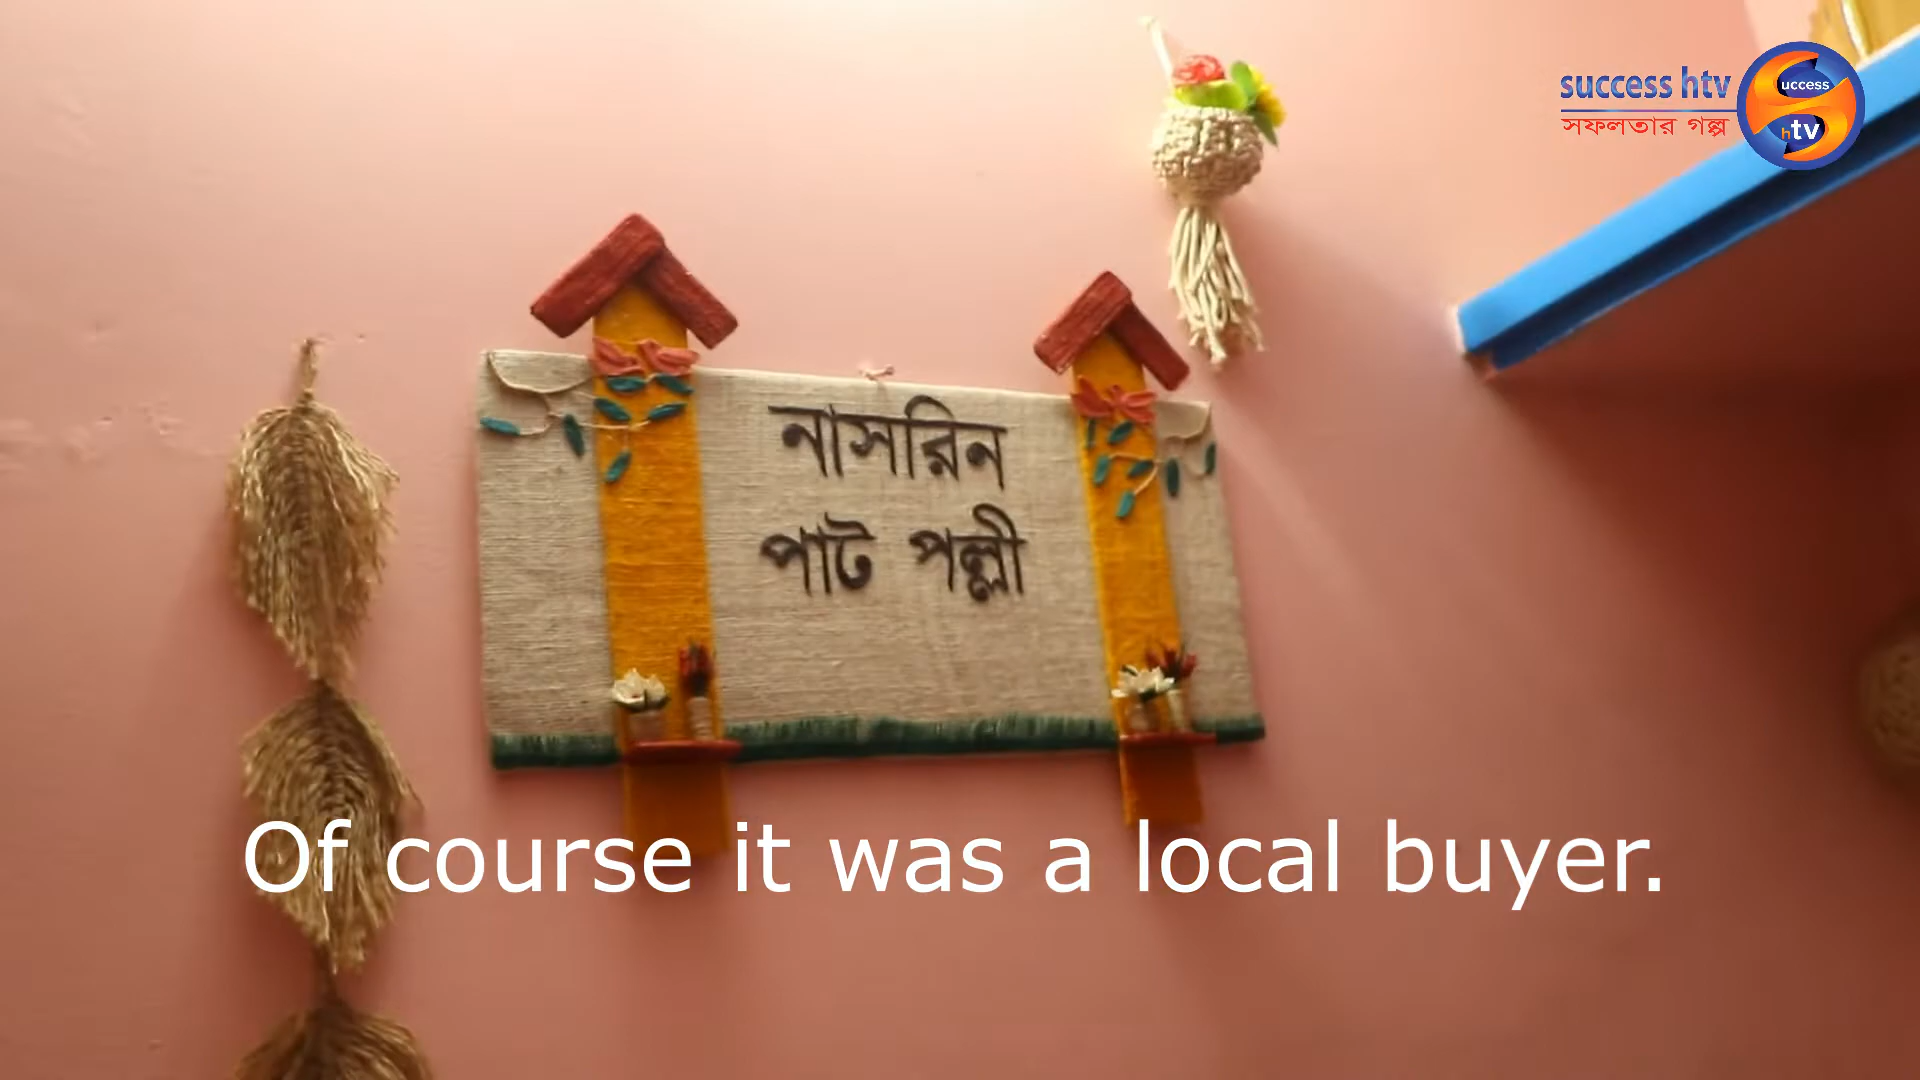 success htv
সফলতার গল্প
uccess
htv
নাসরিন
পাট পল্লী
Of course it was a local buyer.